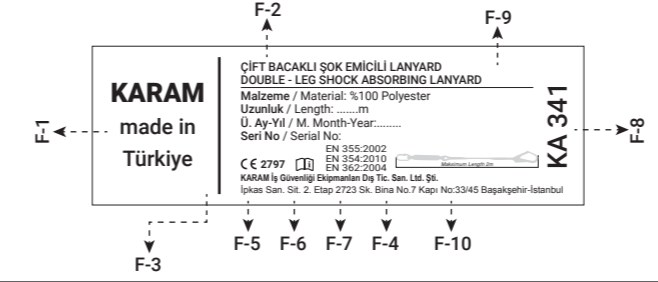 F-2
F-9
F-1
KARAM
made in
Türkiye
ÇİFT BACAKLI ŞOK EMİCİLİ LANYARD
DOUBLE - LEG SHOCK ABSORBING LANYARD
Malzeme / Material: %100 Polyester
Uzunluk / Length: .......m
Ü. Ay-Yıl / M. Month-Year:........
Seri No / Serial No:
EN 355:2002
CE 2797 EN 354:2010
EN 362:2004
Maximum Length 2m
KARAM İş Güvenliği Ekipmanları Dış Tic. San. Ltd. Şti.
İpkas San. Sit. 2. Etap 2723 Sk. Bina No.7 Kapı No:33/45 Başakşehir-İstanbul
KA 341
F-8
F-3
F-5 F-6 F-7 F-4 F-10